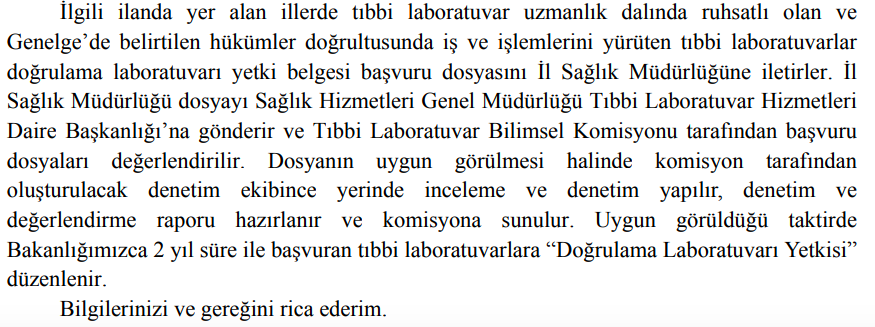 İlgili ilanda yer alan illerde tıbbi laboratuvar uzmanlık dalında ruhsatlı olan ve
Genelge’de belirtilen hükümler doğrultusunda iş ve işlemlerini yürüten tıbbi laboratuvarlar
doğrulama laboratuvarı yetki belgesi başvuru dosyasını İl Sağlık Müdürlüğüne iletirler. İl
Sağlık Müdürlüğü dosyayı Sağlık Hizmetleri Genel Müdürlüğü Tıbbi Laboratuvar Hizmetleri
Daire Başkanlığı’na gönderir ve Tıbbi Laboratuvar Bilimsel Komisyonu tarafından başvuru
dosyaları değerlendirilir. Dosyanın uygun görülmesi halinde komisyon tarafından
oluşturulacak denetim ekibince yerinde inceleme ve denetim yapılır, denetim ve
değerlendirme raporu hazırlanır ve komisyona sunulur. Uygun görüldüğü taktirde
Bakanlığımızca 2 yıl süre ile başvuran tıbbi laboratuvarlara “Doğrulama Laboratuvarı Yetkisi”
düzenlenir.
Bilgilerinizi ve gereğini rica ederim.